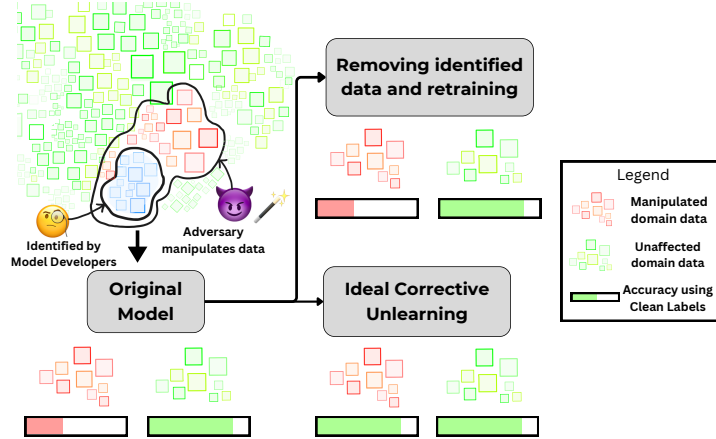 Removing identified
data and retraining
Legend
Manipulated
domain data
Unaffected
domain data
Accuracy using
Clean Labels
Identified by
Model Developers
Adversary
manipulates data
Original
Model
Ideal Corrective
Unlearning